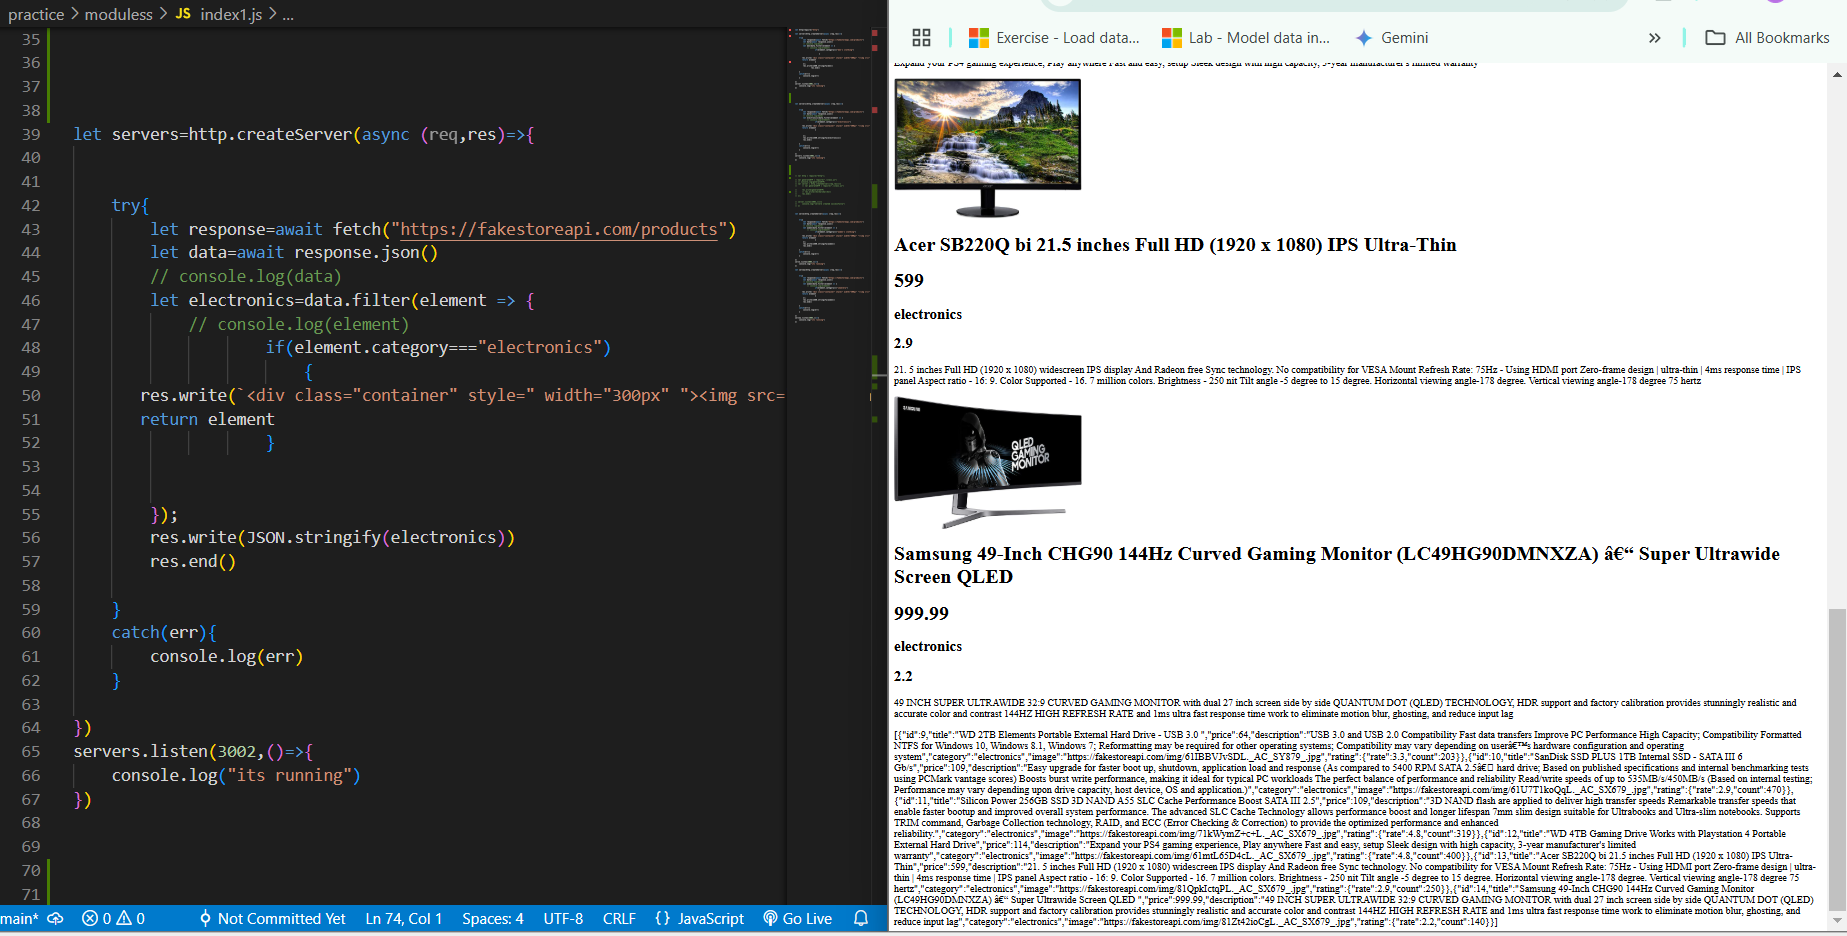 practice > moduless > JS index1.js > ...
35
36
37
38
39 let servers=http.createServer(async (req,res)=>{
40
41
42 try{
43 let response=await fetch("https://fakestoreapi.com/products")
44 let data=await response.json()
45 // console.log(data)
46 let electronics=data.filter(element => {
47 // console.log(element)
48 if(element.category==="electronics")
49 {
50 res.write(`<div class="container" style=" width="300px" "><img src=
51 return element
52 }
53
54
55 });
56 res.write(JSON.stringify(electronics))
57 res.end()
58
59 }
60 catch(err){
61 console.log(err)
62 }
63
64 })
65 servers.listen(3002,()=>{
66 console.log("its running")
67 })
68
69
70
71
main* 0 0 Not Committed Yet Ln 74, Col 1 Spaces: 4 UTF-8 CRLF {} JavaScript Go Live
Exercise - Load data... Lab - Model data in... Gemini » All Bookmarks
Expand your PS4 gaming experience, Play anywhere Fast and easy, setup Sleek design with high capacity, 3-year manufacturer's limited warranty
Acer SB220Q bi 21.5 inches Full HD (1920 x 1080) IPS Ultra-Thin
599
electronics
2.9
21. 5 inches Full HD (1920 x 1080) widescreen IPS display And Radeon free Sync technology. No compatibility for VESA Mount Refresh Rate: 75Hz - Using HDMI port Zero-frame design | ultra-thin | 4ms response time | IPS
panel Aspect ratio - 16: 9. Color Supported - 16. 7 million colors. Brightness - 250 nit Tilt angle -5 degree to 15 degree. Horizontal viewing angle-178 degree. Vertical viewing angle-178 degree 75 hertz
QLED
GAMING
MONITOR
Samsung 49-Inch CHG90 144Hz Curved Gaming Monitor (LC49HG90DMNXZA) â€“ Super Ultrawide
Screen QLED
999.99
electronics
2.2
49 INCH SUPER ULTRAWIDE 32:9 CURVED GAMING MONITOR with dual 27 inch screen side by side QUANTUM DOT (QLED) TECHNOLOGY, HDR support and factory calibration provides stunningly realistic and
accurate color and contrast 144HZ HIGH REFRESH RATE and 1ms ultra fast response time work to eliminate motion blur, ghosting, and reduce input lag
[{"id":9,"title":"WD 2TB Elements Portable External Hard Drive - USB 3.0 ","price":64,"description":"USB 3.0 and USB 2.0 Compatibility Fast data transfers Improve PC Performance High Capacity; Compatibility Formatted
NTFS for Windows 10, Windows 8.1, Windows 7; Reformatting may be required for other operating systems; Compatibility may vary depending on userâ€™s hardware configuration and operating
system","category":"electronics","image":"https://fakestoreapi.com/img/61IBBVJvSDL._AC_SY879_.jpg","rating":{"rate":3.3,"count":203}},{"id":10,"title":"SanDisk SSD PLUS 1TB Internal SSD - SATA III 6
Gb/s","price":109,"description":"Easy upgrade for faster boot up, shutdown, application load and response (As compared to 5400 RPM SATA 2.5â€ hard drive; Based on published specifications and internal benchmarking tests
using PCMark vantage scores) Boosts burst write performance, making it ideal for typical PC workloads The perfect balance of performance and reliability Read/write speeds of up to 535MB/s/450MB/s (Based on internal testing;
Performance may vary depending upon drive capacity, host device, OS and application.)","category":"electronics","image":"https://fakestoreapi.com/img/61U7T1koQqL._AC_SX679_.jpg","rating":{"rate":2.9,"count":470}},
{"id":11,"title":"Silicon Power 256GB SSD 3D NAND A55 SLC Cache Performance Boost SATA III 2.5","price":109,"description":"3D NAND flash are applied to deliver high transfer speeds Remarkable transfer speeds that
enable faster bootup and improved overall system performance. The advanced SLC Cache Technology allows performance boost and longer lifespan 7mm slim design suitable for Ultrabooks and Ultra-slim notebooks. Supports
TRIM command, Garbage Collection technology, RAID, and ECC (Error Checking & Correction) to provide the optimized performance and enhanced
reliability.","category":"electronics","image":"https://fakestoreapi.com/img/71kWymZ+c+L._AC_SX679_.jpg","rating":{"rate":4.8,"count":319}},{"id":12,"title":"WD 4TB Gaming Drive Works with Playstation 4 Portable
External Hard Drive","price":114,"description":"Expand your PS4 gaming experience, Play anywhere Fast and easy, setup Sleek design with high capacity, 3-year manufacturer's limited
warranty","category":"electronics","image":"https://fakestoreapi.com/img/61mtL65D4cL._AC_SX679_.jpg","rating":{"rate":4.8,"count":400}},{"id":13,"title":"Acer SB220Q bi 21.5 inches Full HD (1920 x 1080) IPS Ultra-
Thin","price":599,"description":"21. 5 inches Full HD (1920 x 1080) widescreen IPS display And Radeon free Sync technology. No compatibility for VESA Mount Refresh Rate: 75Hz - Using HDMI port Zero-frame design | ultra-
thin | 4ms response time | IPS panel Aspect ratio - 16: 9. Color Supported - 16. 7 million colors. Brightness - 250 nit Tilt angle -5 degree to 15 degree. Horizontal viewing angle-178 degree. Vertical viewing angle-178 degree 75
hertz","category":"electronics","image":"https://fakestoreapi.com/img/81QpkIctqPL._AC_SX679_.jpg","rating":{"rate":2.9,"count":250}},{"id":14,"title":"Samsung 49-Inch CHG90 144Hz Curved Gaming Monitor
(LC49HG90DMNXZA) â€“ Super Ultrawide Screen QLED ","price":999.99,"description":"49 INCH SUPER ULTRAWIDE 32:9 CURVED GAMING MONITOR with dual 27 inch screen side by side QUANTUM DOT (QLED)
TECHNOLOGY, HDR support and factory calibration provides stunningly realistic and accurate color and contrast 144HZ HIGH REFRESH RATE and 1ms ultra fast response time work to eliminate motion blur, ghosting, and
reduce input lag","category":"electronics","image":"https://fakestoreapi.com/img/81Zt42ioCgL._AC_SX679_.jpg","rating":{"rate":2.2,"count":140}}]